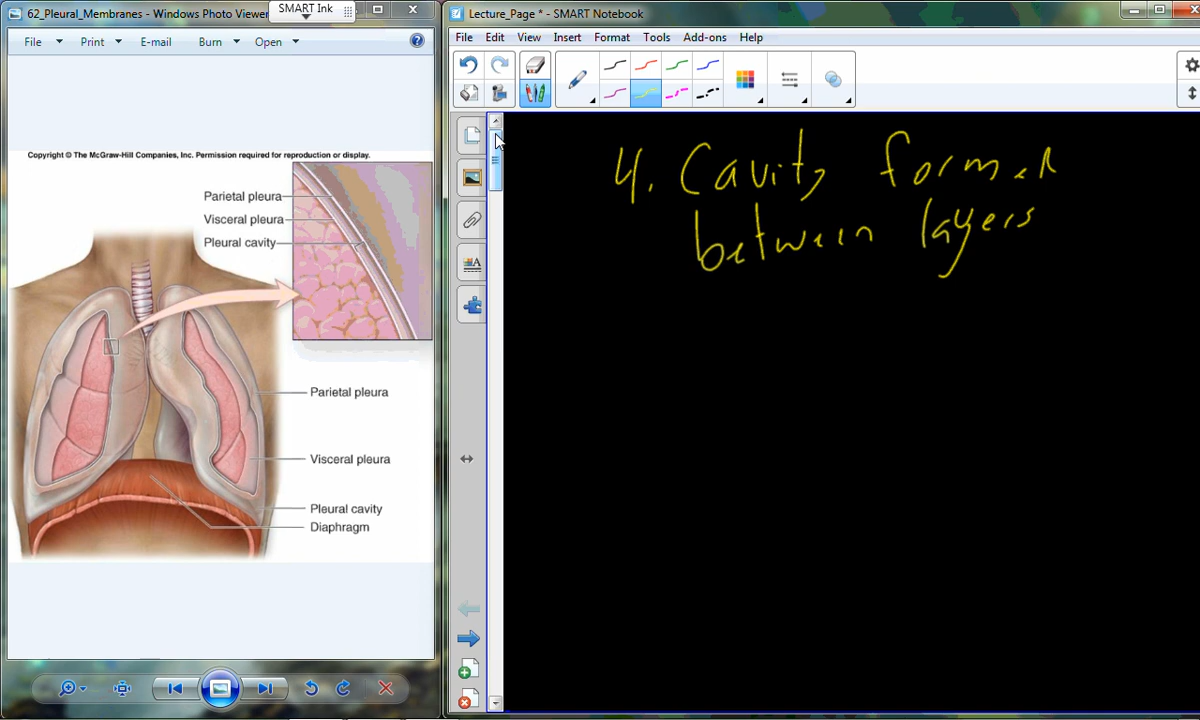 62_Pleural_Membranes - Windows Photo Viewer
SMART Ink
File Print E-mail Burn Open
Copyright © The McGraw-Hill Companies, Inc. Permission required for reproduction or display.
Parietal pleura
Visceral pleura
Pleural cavity
Parietal pleura
Visceral pleura
Pleural cavity
Diaphragm
Lecture_Page * - SMART Notebook
File Edit View Insert Format Tools Add-ons Help
4. Cavity formed
between layers